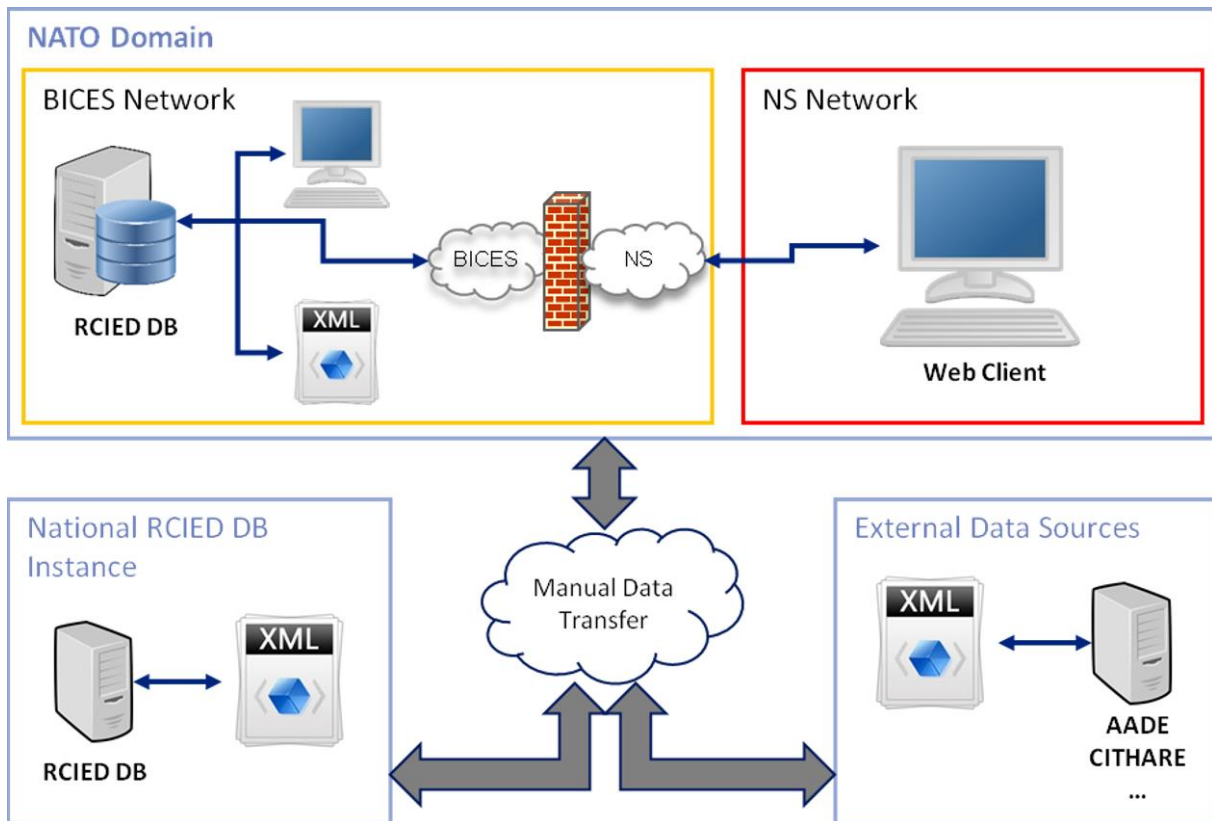 NATO Domain
BICES Network
NS Network
BICES
NS
XML
RCIED DB
Web Client
National RCIED DB
Instance
External Data Sources
Manual Data
Transfer
XML
XML
RCIED DB
AADE
CITHARE
...